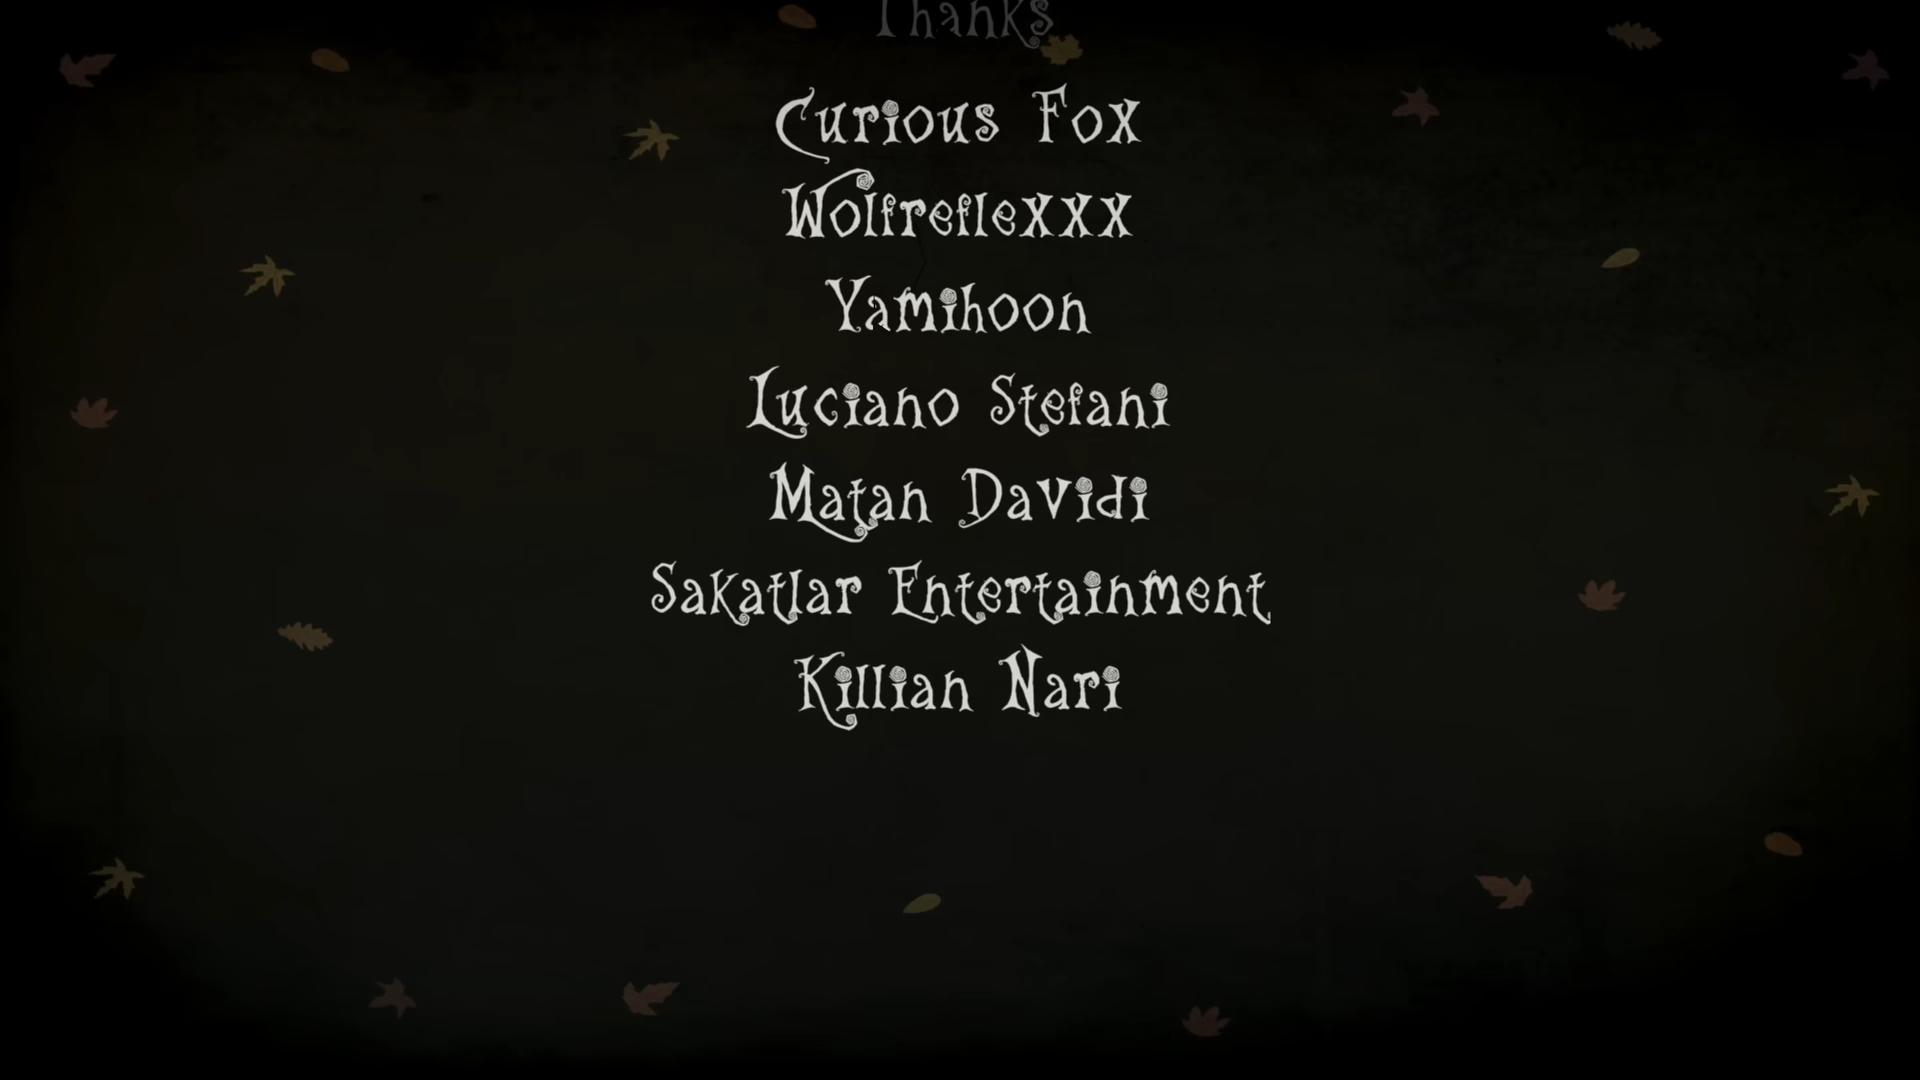 Thanks
Curious Fox
Wolfreflexxx
Yamihoon
Luciano Stefani
Matan Davidi
Sakatlar Entertainment
Killian Nari